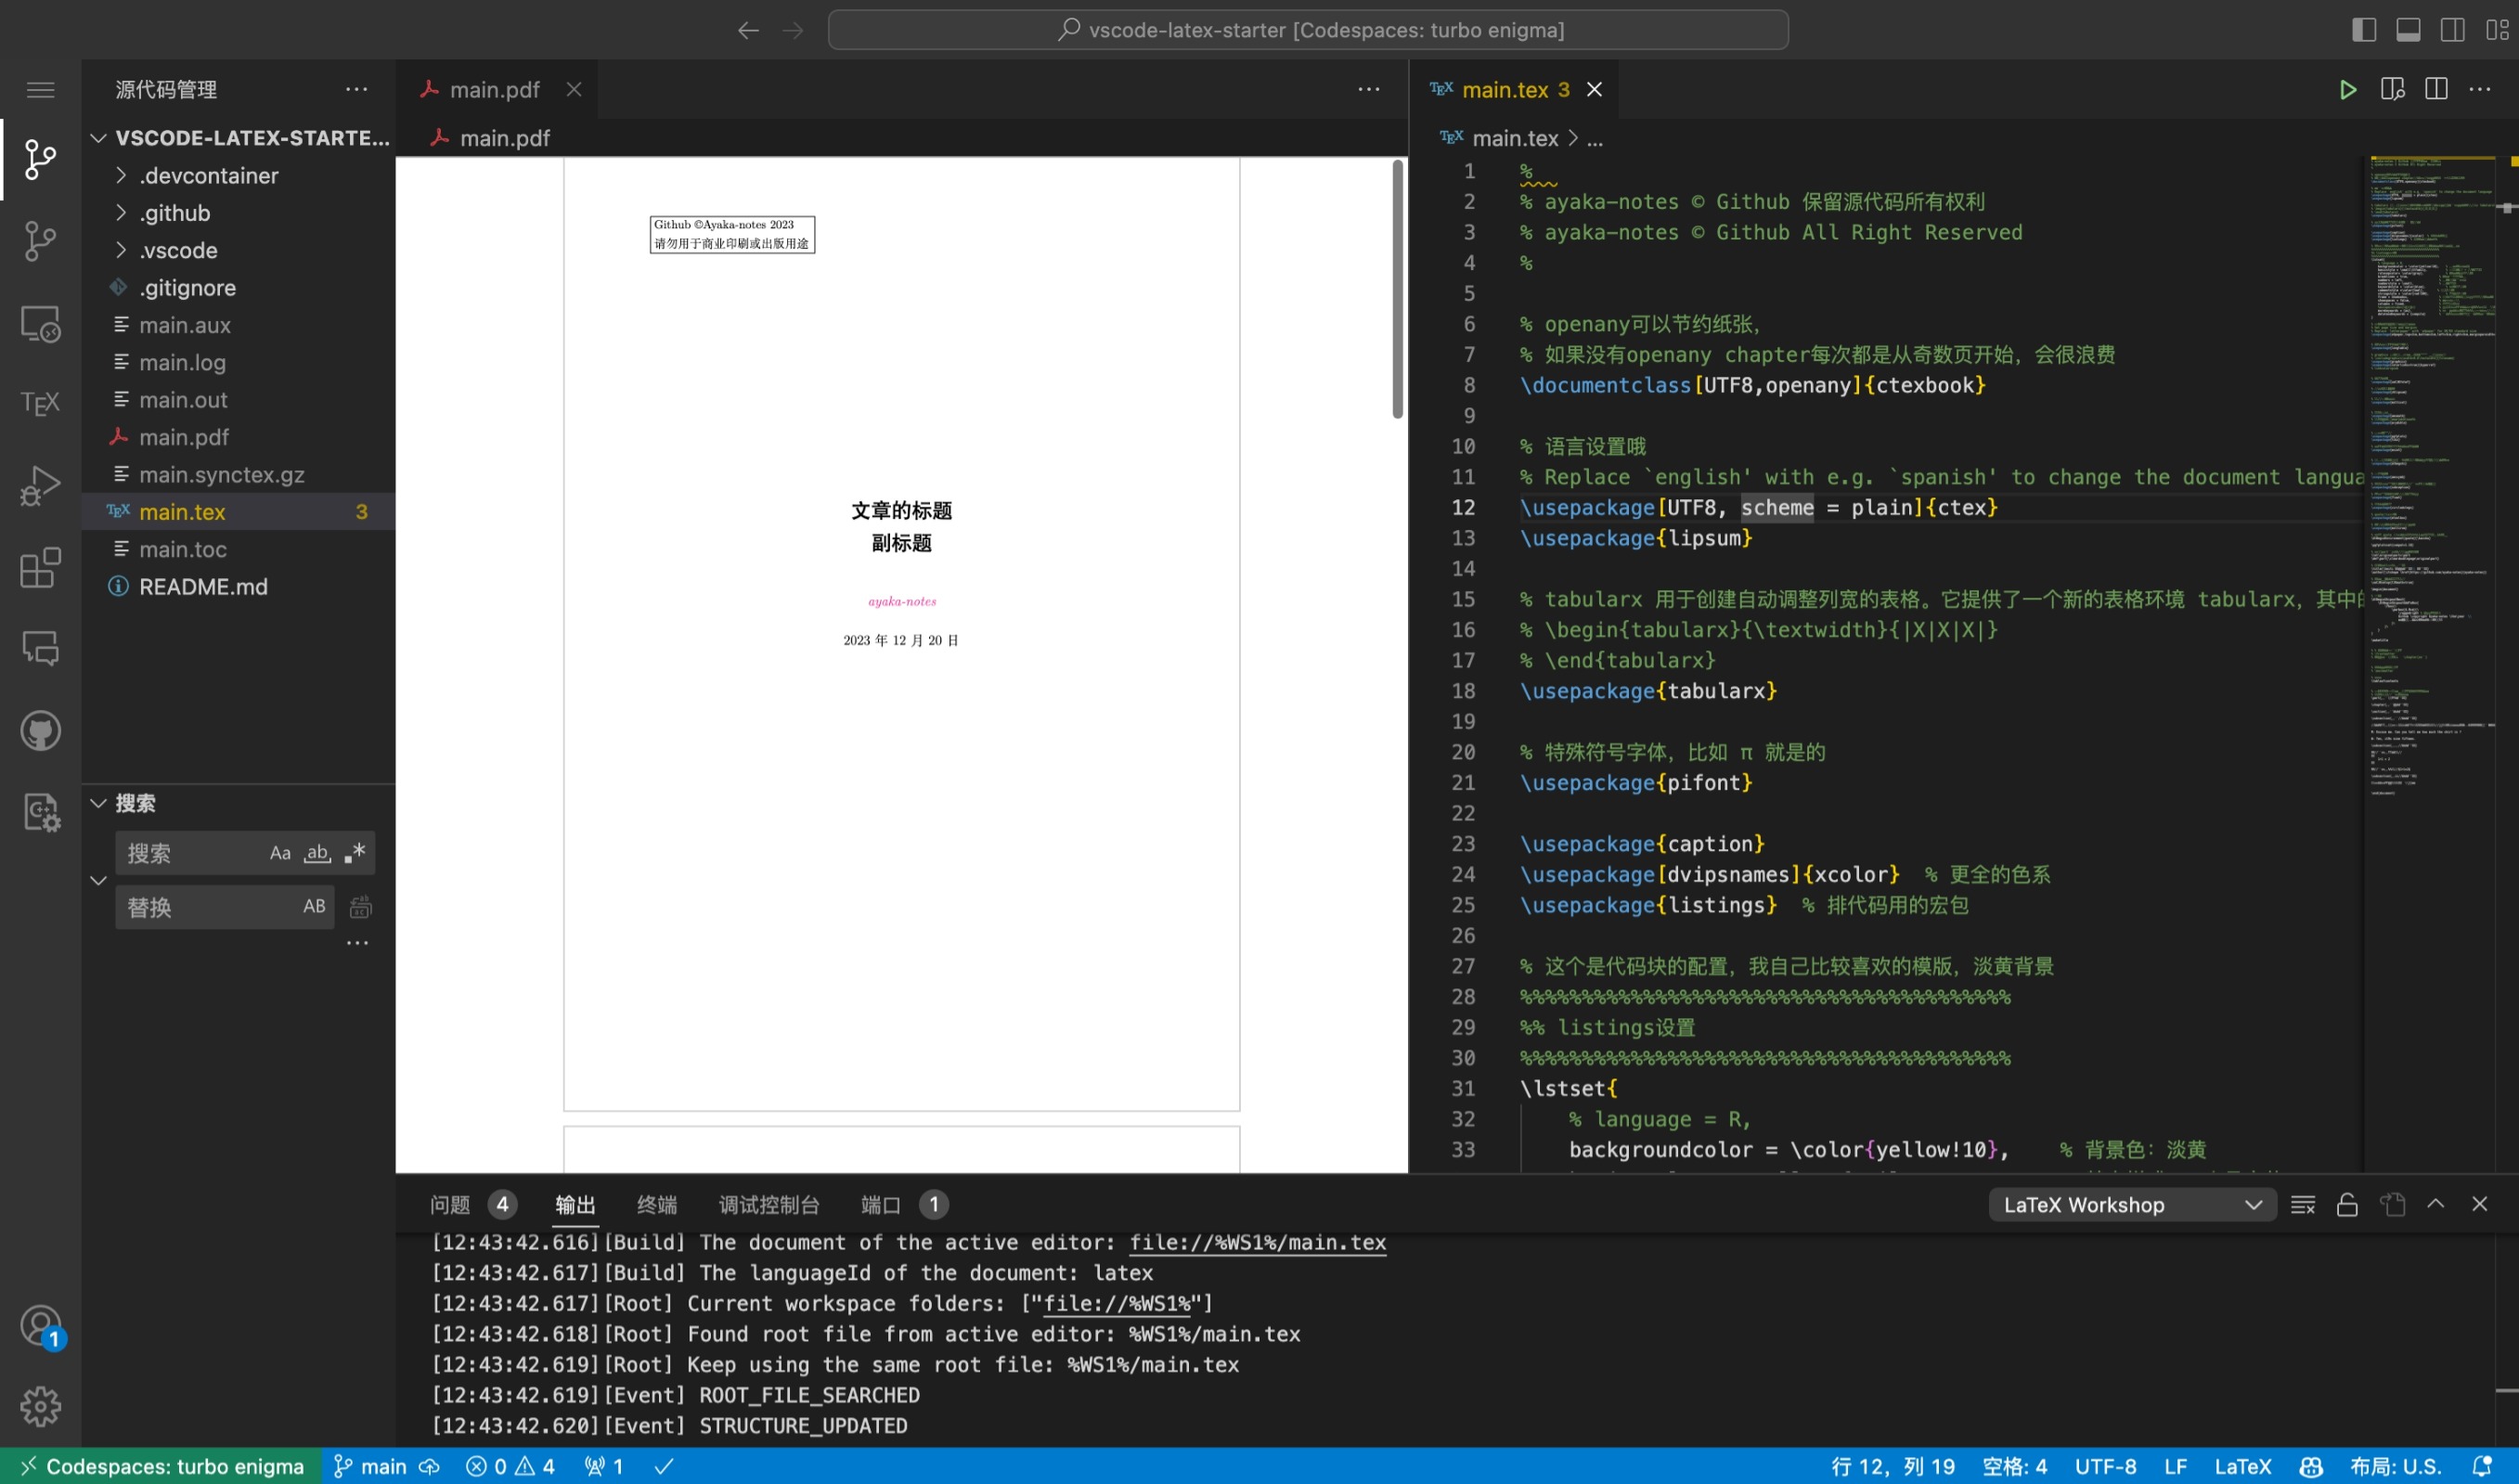 vscode-latex-starter [Codespaces: turbo enigma]
源代码管理
VSCODE-LATEX-STARTE...
.devcontainer
.github
.vscode
.gitignore
main.aux
main.log
main.out
main.pdf
main.synctex.gz
main.tex 3
main.toc
README.md
搜索
搜索
Aa ab .*
替换
AB
main.pdf
main.pdf
Github ©Ayaka-notes 2023
请勿用于商业印刷或出版用途
文章的标题
副标题
ayaka-notes
2023 年 12 月 20 日
TEX main.tex 3
TEX main.tex > ...
1 %
2 % ayaka-notes © Github 保留源代码所有权利
3 % ayaka-notes © Github All Right Reserved
4 %
5
6 % openany可以节约纸张，
7 % 如果没有openany chapter每次都是从奇数页开始，会很浪费
8 \documentclass[UTF8,openany]{ctexbook}
9
10 % 语言设置哦
11 % Replace `english' with e.g. `spanish' to change the document langua
12 \usepackage[UTF8, scheme = plain]{ctex}
13 \usepackage{lipsum}
14
15 % tabularx 用于创建自动调整列宽的表格。它提供了一个新的表格环境 tabularx，其中的
16 % \begin{tabularx}{\textwidth}{|X|X|X|}
17 % \end{tabularx}
18 \usepackage{tabularx}
19
20 % 特殊符号字体，比如 π 就是的
21 \usepackage{pifont}
22
23 \usepackage{caption}
24 \usepackage[dvipsnames]{xcolor}  % 更全的色系
25 \usepackage{listings}  % 排代码用的宏包
26
27 % 这个是代码块的配置，我自己比较喜欢的模版，淡黄背景
28 %%%%%%%%%%%%%%%%%%%%%%%%%%%%%%%%%%%%%%%%
29 %% listings设置
30 %%%%%%%%%%%%%%%%%%%%%%%%%%%%%%%%%%%%%%%%
31 \lstset{
32 % language = R,
33 backgroundcolor = \color{yellow!10},    % 背景色：淡黄
问题 4 输出 终端 调试控制台 端口 1
LaTeX Workshop
[12:43:42.616][Build] The document of the active editor: file://%WS1%/main.tex
[12:43:42.617][Build] The languageId of the document: latex
[12:43:42.617][Root] Current workspace folders: ["file://%WS1%"]
[12:43:42.618][Root] Found root file from active editor: %WS1%/main.tex
[12:43:42.619][Root] Keep using the same root file: %WS1%/main.tex
[12:43:42.619][Event] ROOT_FILE_SEARCHED
[12:43:42.620][Event] STRUCTURE_UPDATED
TEX
1
Codespaces: turbo enigma main 0 4 1 行 12，列 19 空格: 4 UTF-8 LF LaTeX 布局: U.S.